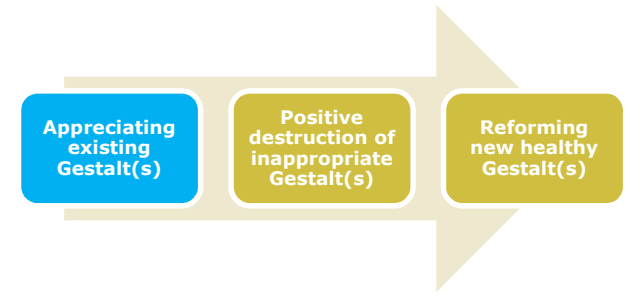 Appreciating
existing
Gestalt(s)
Positive
destruction of
inappropriate
Gestalt(s)
Reforming
new healthy
Gestalt(s)